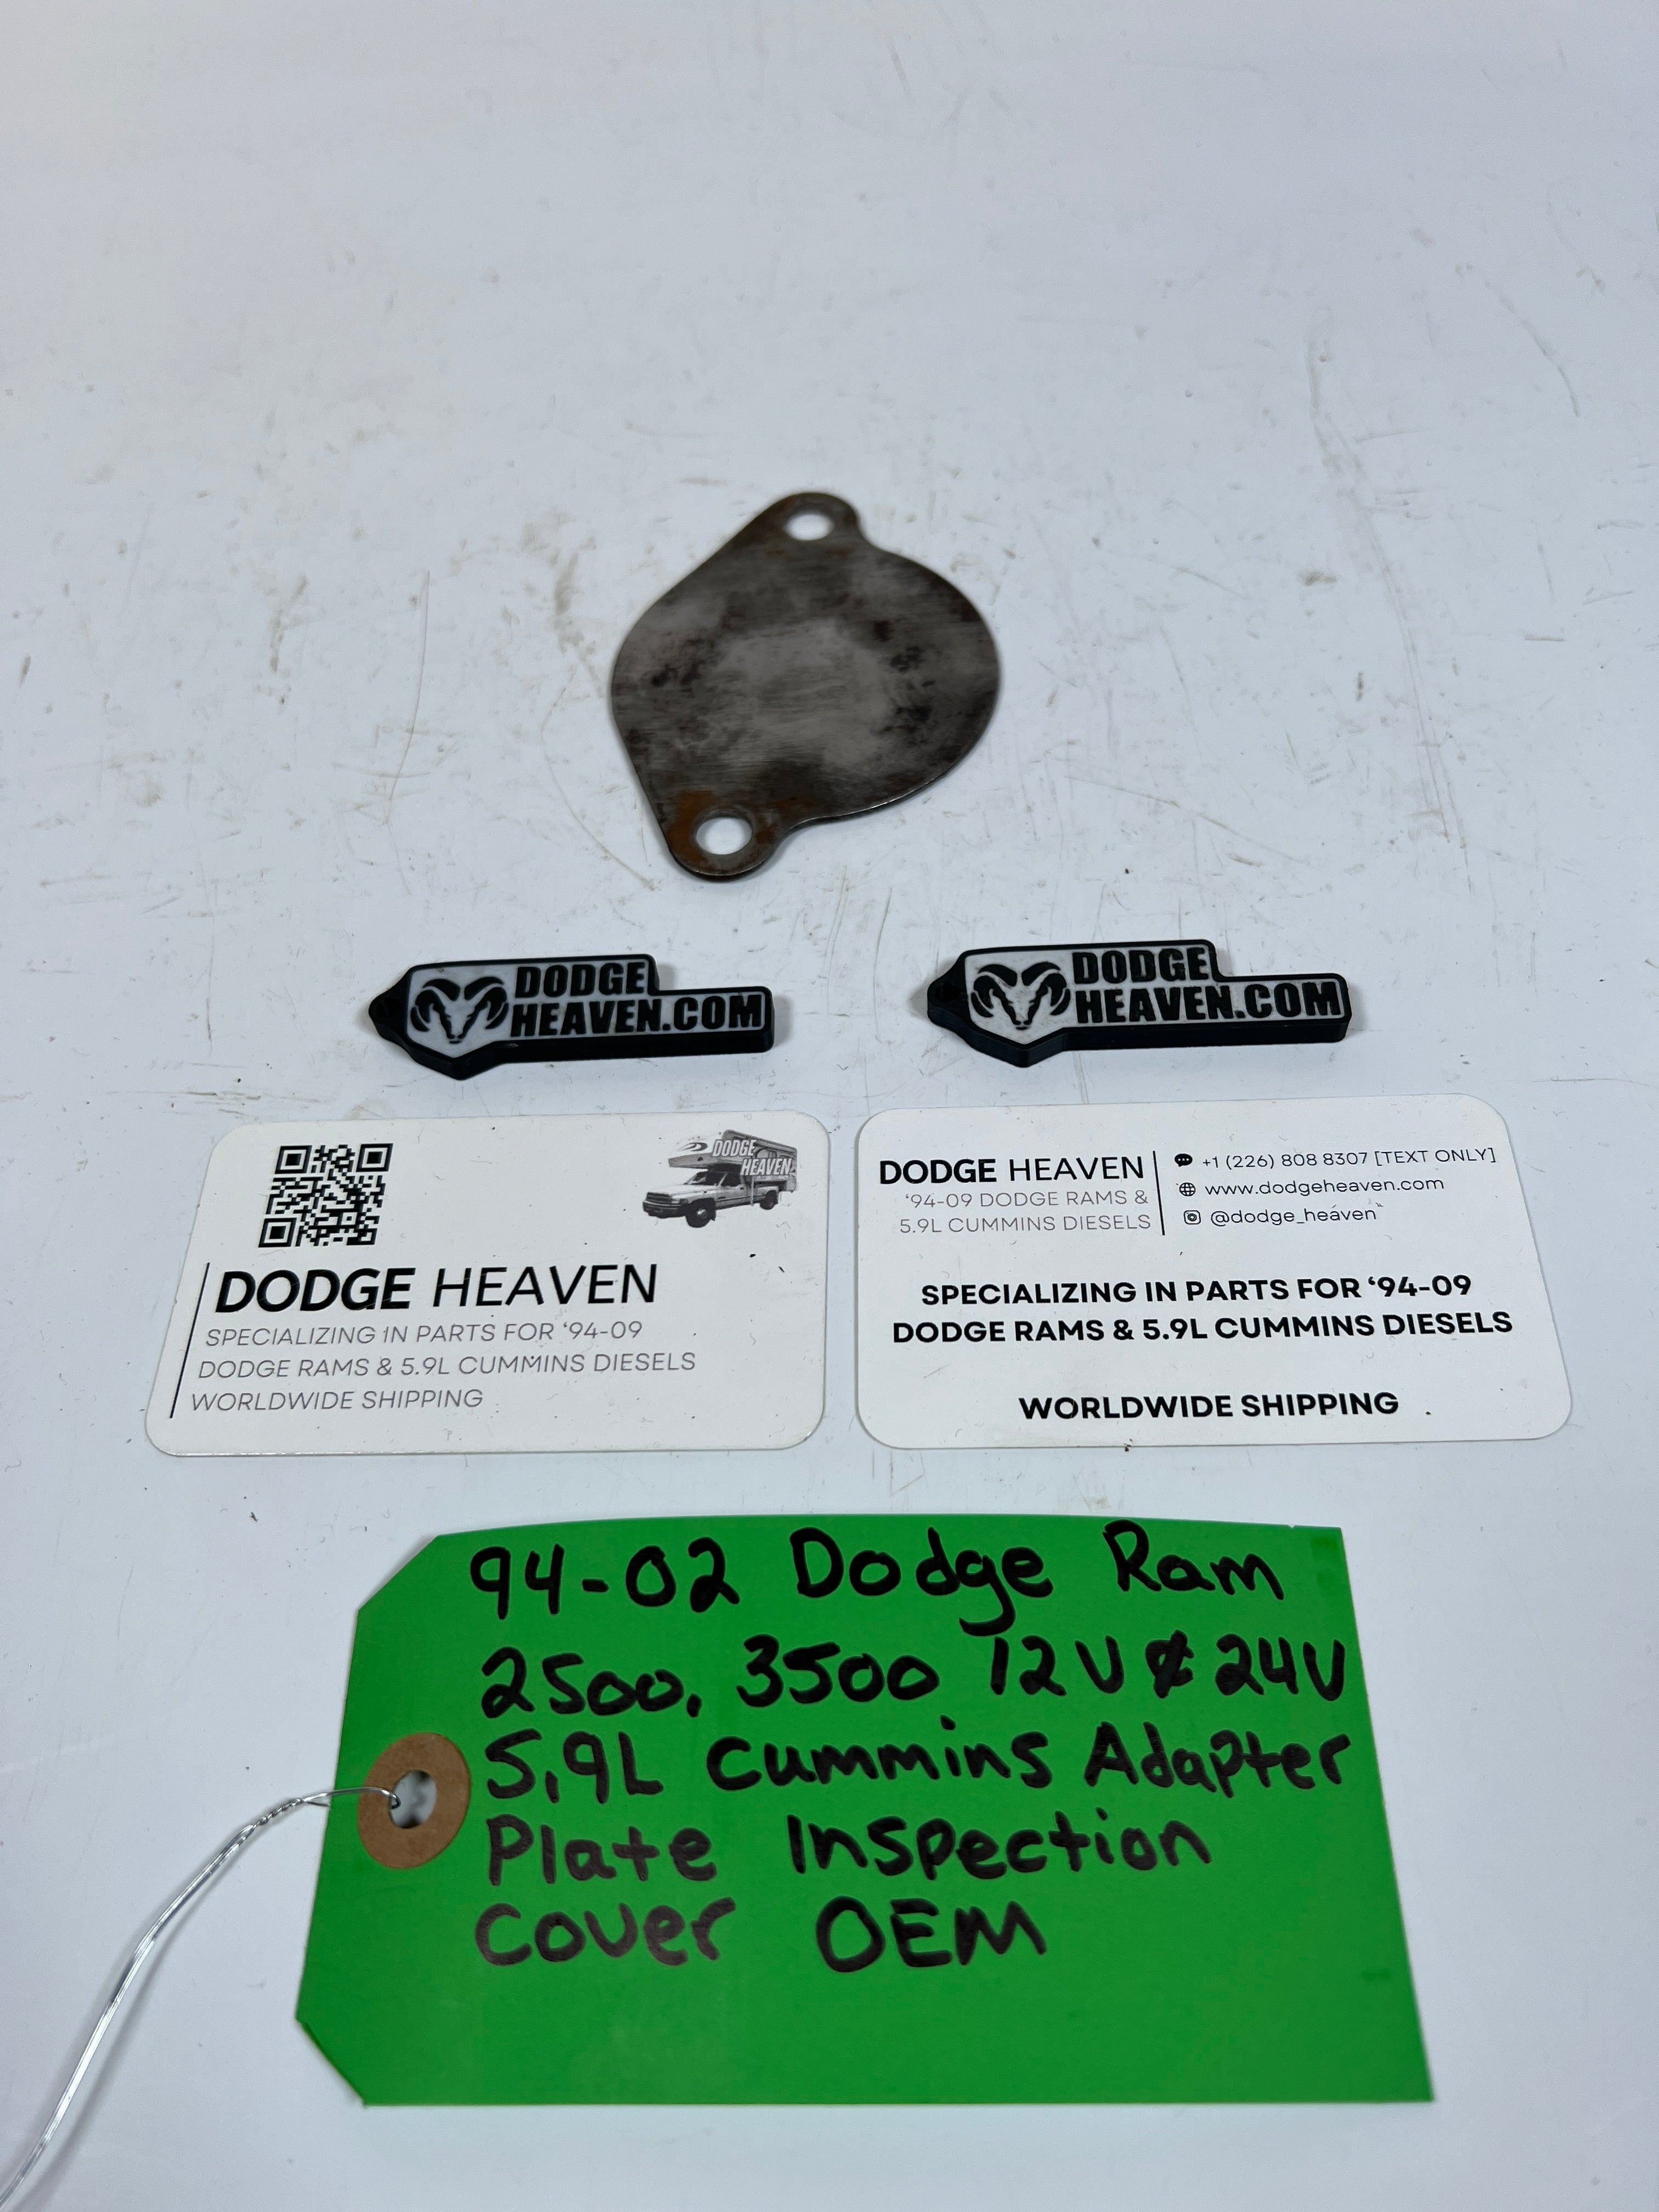 DODGE
HEAVEN.COM
DODGE
HEAVEN.COM
DODGE
HEAVEN
DODGE HEAVEN
SPECIALIZING IN PARTS FOR ‘94-09
DODGE RAMS & 5.9L CUMMINS DIESELS
WORLDWIDE SHIPPING
DODGE HEAVEN
‘94-09 DODGE RAMS &
5.9L CUMMINS DIESELS
+1 (226) 808 8307 [TEXT ONLY]
www.dodgeheaven.com
@dodge_heaven
SPECIALIZING IN PARTS FOR ‘94-09
DODGE RAMS & 5.9L CUMMINS DIESELS
WORLDWIDE SHIPPING
94-02 Dodge Ram
2500, 3500 12V & 24V
5.9L Cummins Adapter
Plate Inspection
Cover OEM